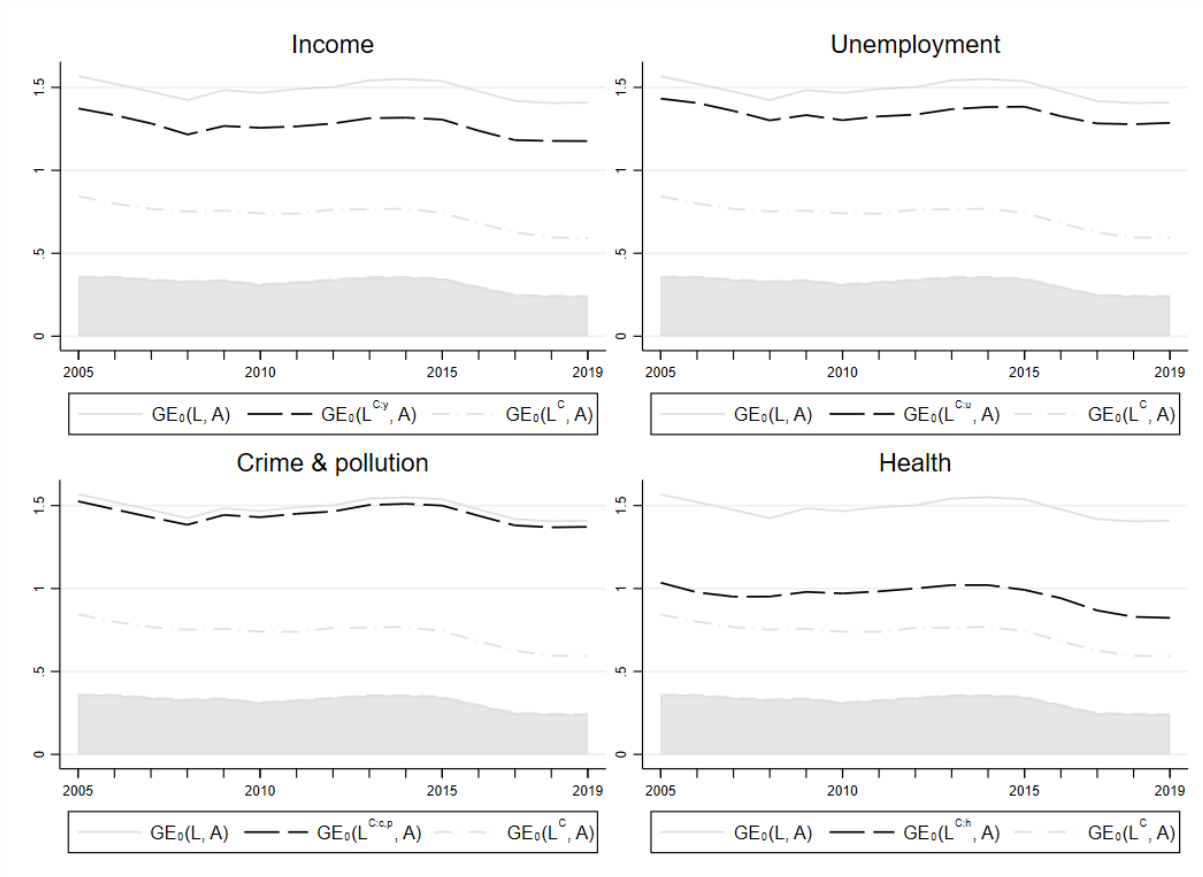 Income
1.5
1
.5
0
2005 2010 2015 2019
GE₀(L, A) GE₀(L^C:y, A) GE₀(L^C, A)
Unemployment
1.5
1
.5
0
2005 2010 2015 2019
GE₀(L, A) GE₀(L^C:u, A) GE₀(L^C, A)
Crime & pollution
1.5
1
.5
0
2005 2010 2015 2019
GE₀(L, A) GE₀(L^C:c,p, A) GE₀(L^C, A)
Health
1.5
1
.5
0
2005 2010 2015 2019
GE₀(L, A) GE₀(L^C:h, A) GE₀(L^C, A)